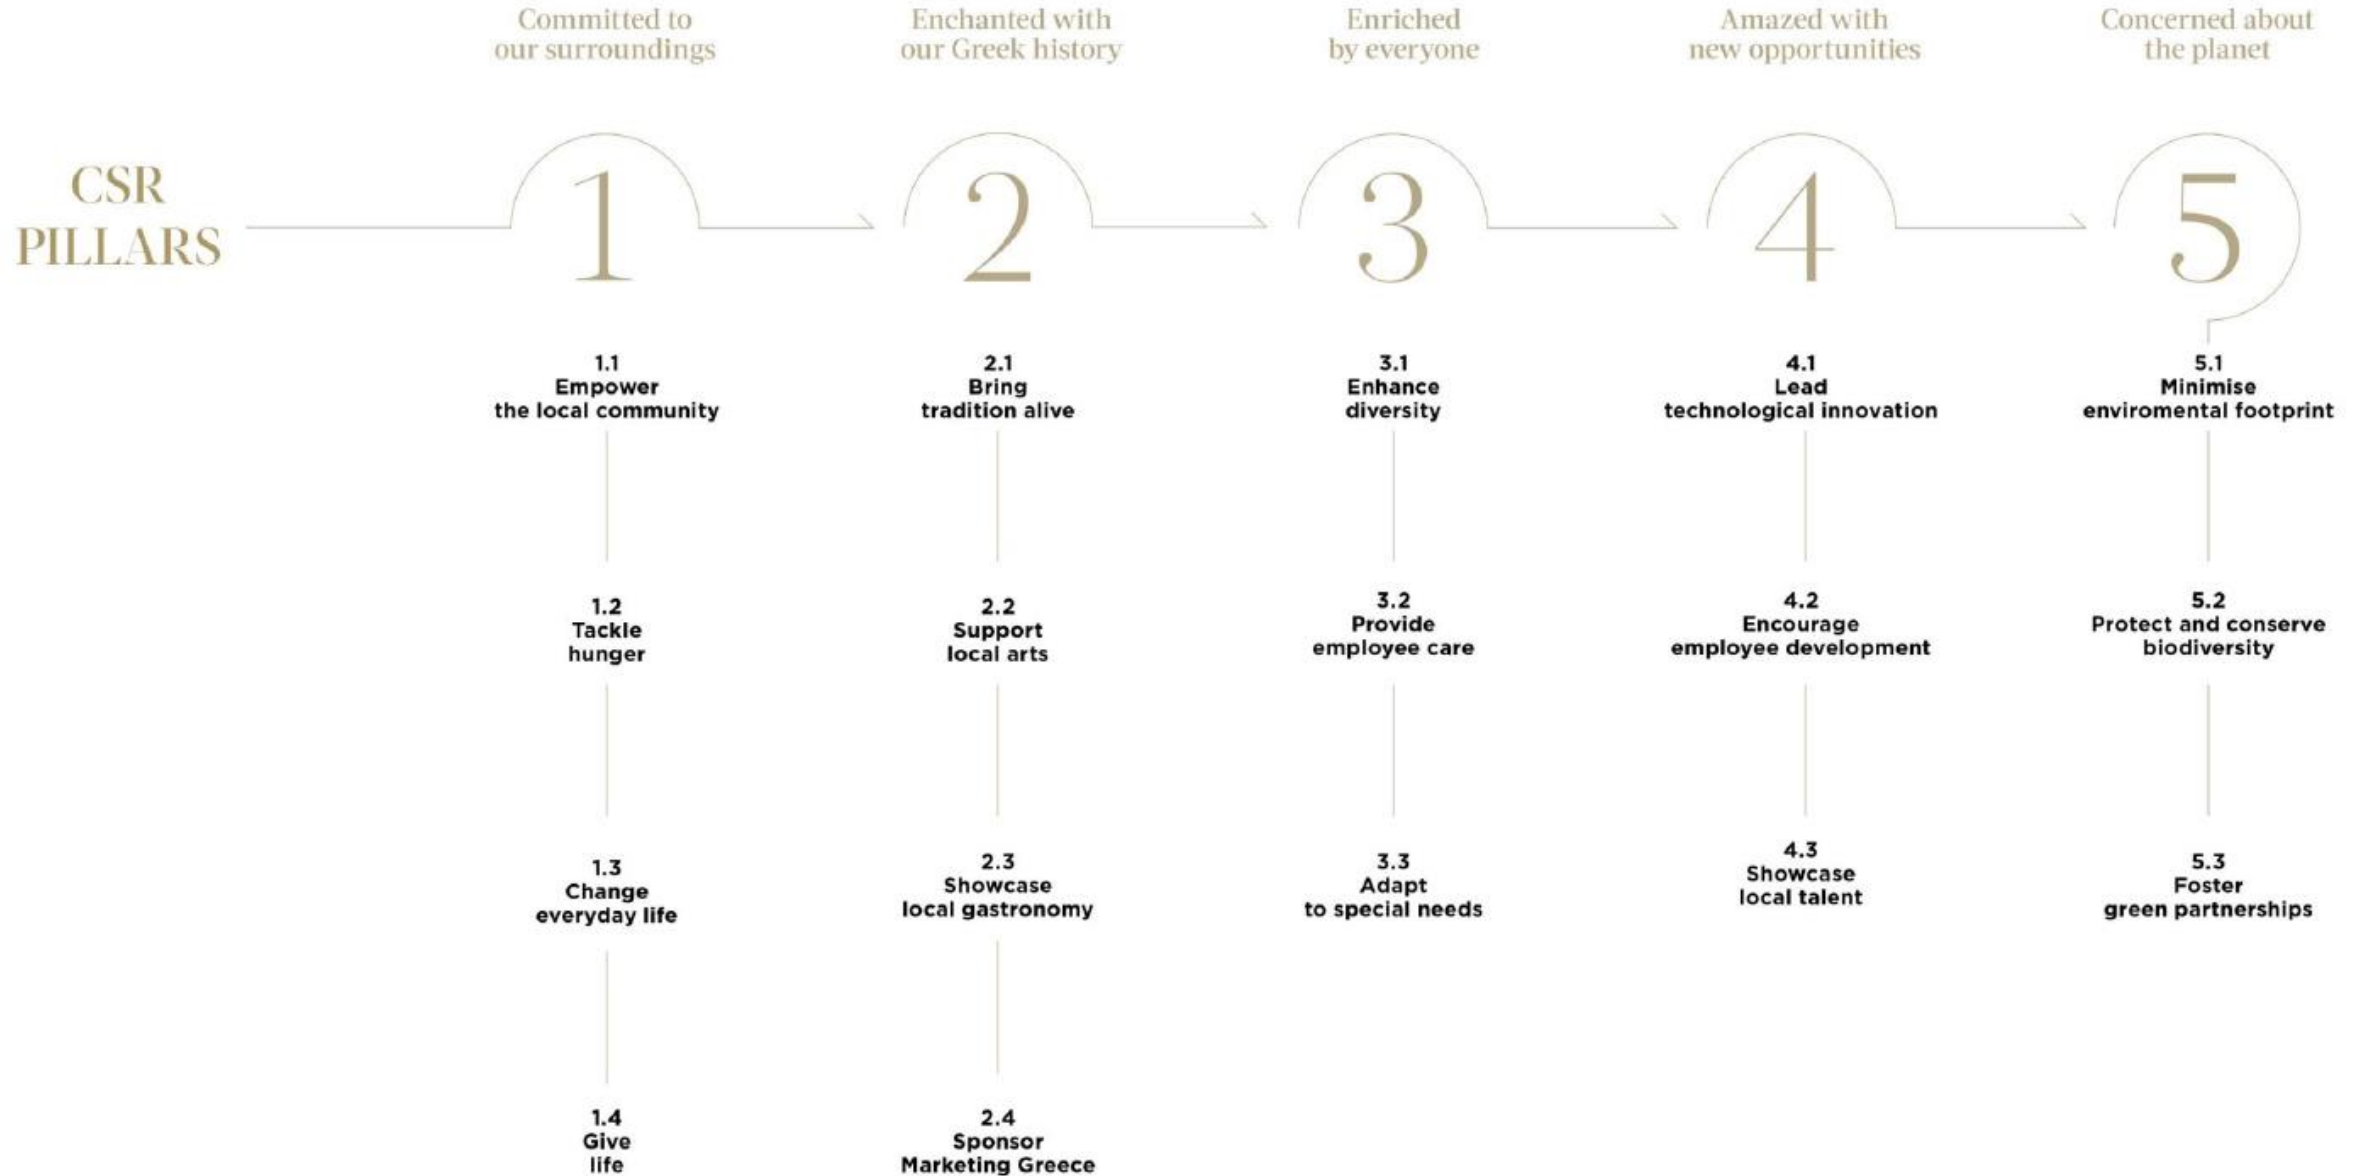 Committed to
our surroundings
Enchanted with
our Greek history
Enriched
by everyone
Amazed with
new opportunities
Concerned about
the planet
CSR
PILLARS
1
2
3
4
5
1.1
Empower
the local community
1.2
Tackle
hunger
1.3
Change
everyday life
1.4
Give
life
2.1
Bring
tradition alive
2.2
Support
local arts
2.3
Showcase
local gastronomy
2.4
Sponsor
Marketing Greece
3.1
Enhance
diversity
3.2
Provide
employee care
3.3
Adapt
to special needs
4.1
Lead
technological innovation
4.2
Encourage
employee development
4.3
Showcase
local talent
5.1
Minimise
enviromental footprint
5.2
Protect and conserve
biodiversity
5.3
Foster
green partnerships